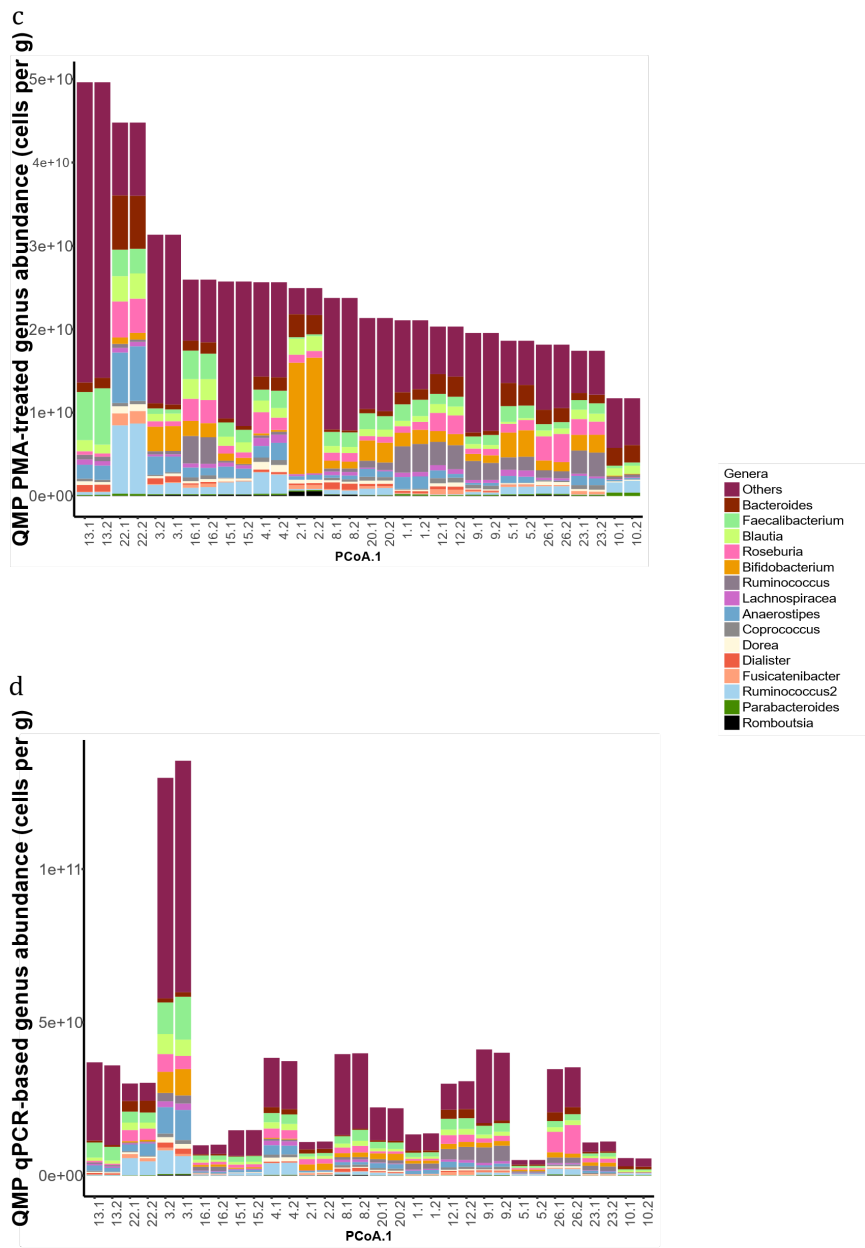 c
QMP PMA-treated genus abundance (cells per g)
5e+10
4e+10
3e+10
2e+10
1e+10
0e+00
13.1 13.2 22.1 22.2 3.2 3.1 16.1 16.2 15.1 15.2 4.1 4.2 2.1 2.2 8.1 8.2 20.1 20.2 1.1 1.2 12.1 12.2 9.1 9.2 5.1 5.2 26.1 26.2 23.1 23.2 10.1 10.2
PCoA.1
Genera
Others
Bacteroides
Faecalibacterium
Blautia
Roseburia
Bifidobacterium
Ruminococcus
Lachnospiracea
Anaerostipes
Coprococcus
Dorea
Dialister
Fusicatenibacter
Ruminococcus2
Parabacteroides
Romboutsia
d
QMP qPCR-based genus abundance (cells per g)
1e+11
5e+10
0e+00
13.1 13.2 22.1 22.2 3.2 3.1 16.1 16.2 15.1 15.2 4.1 4.2 2.1 2.2 8.1 8.2 20.1 20.2 1.1 1.2 12.1 12.2 9.1 9.2 5.1 5.2 26.1 26.2 23.1 23.2 10.1 10.2
PCoA.1